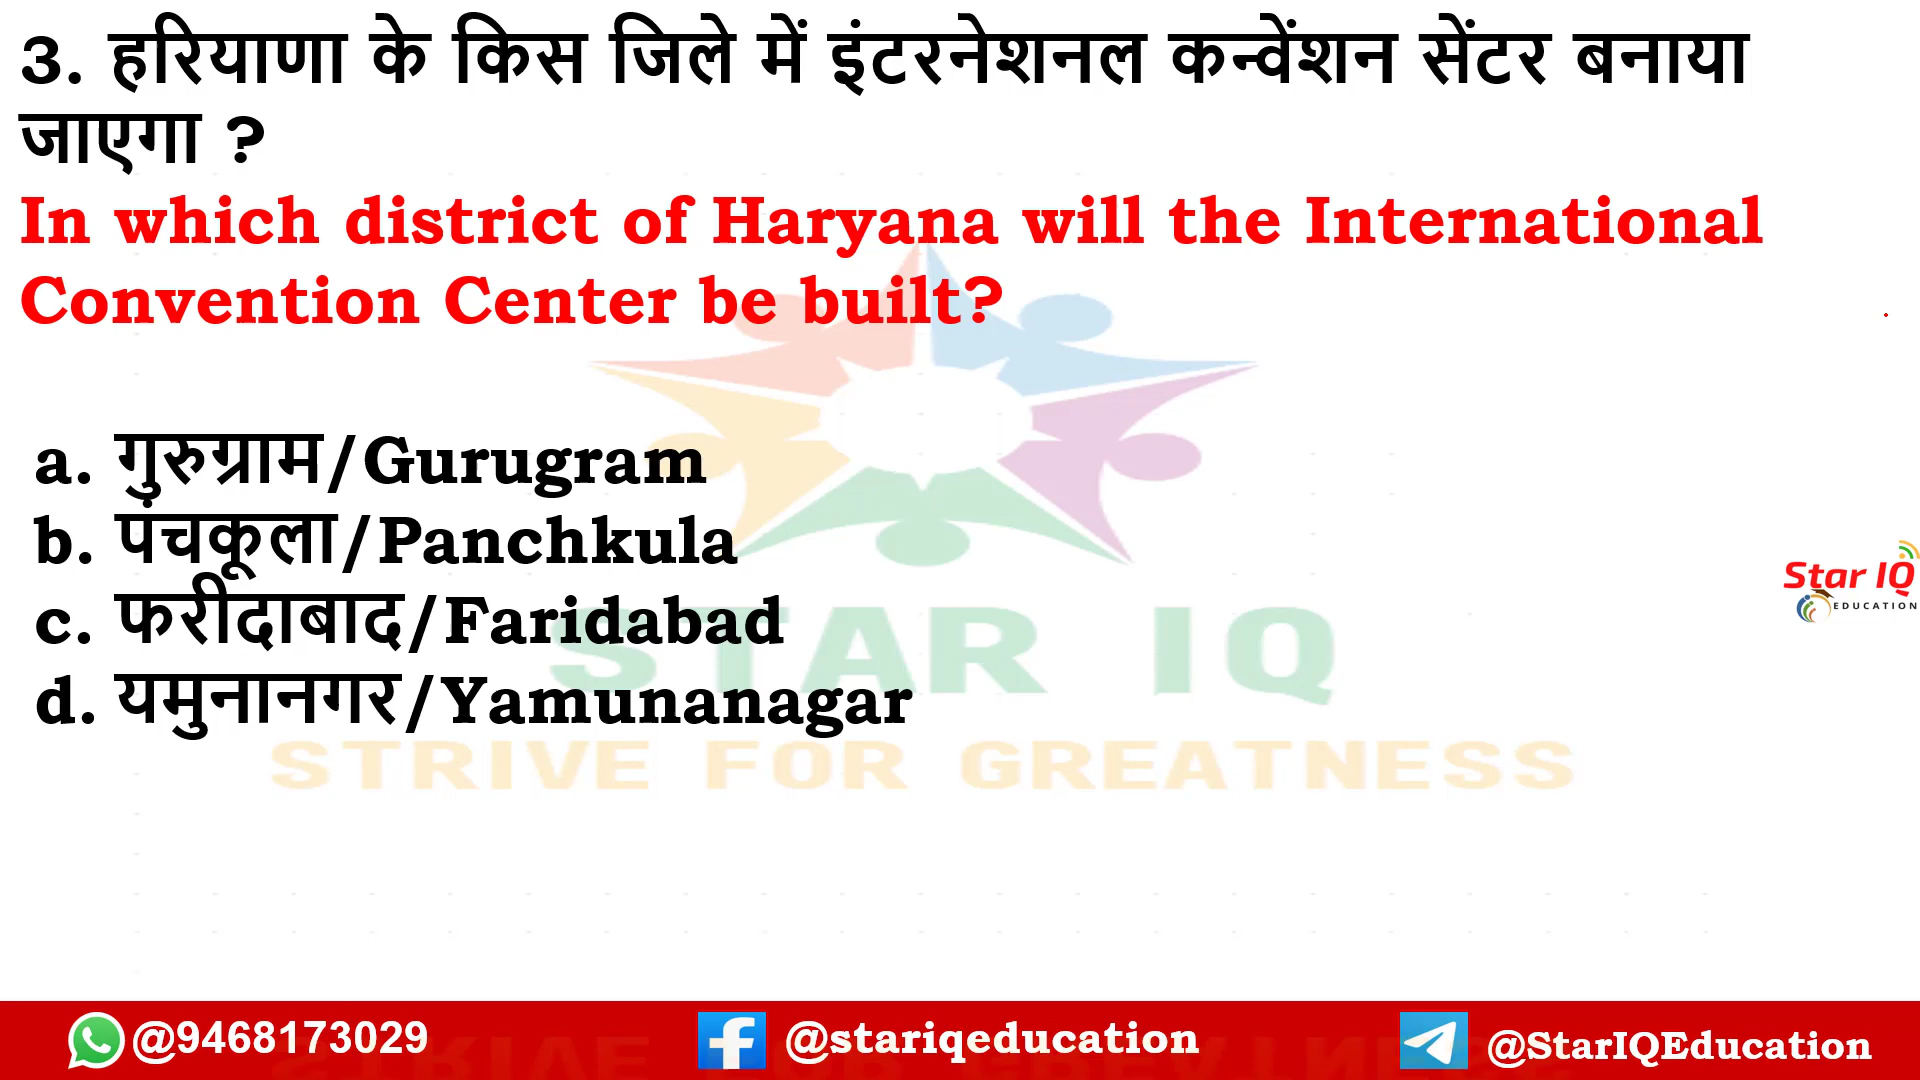 3. हरियाणा के किस जिले में इंटरनेशनल कन्वेंशन सेंटर बनाया
जाएगा ?
In which district of Haryana will the International
Convention Center be built?
a. गुरुग्राम/Gurugram
b. पंचकूला/Panchkula
c. फरीदाबाद/Faridabad
d. यमुनानगर/Yamunanagar
STAR IQ
STRIVE FOR GREATNESS
Star IQ
EDUCATION
@9468173029
@stariqeducation
@StarIQEducation